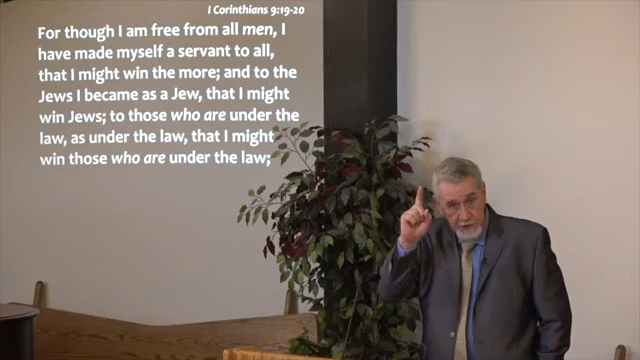 I Corinthians 9:19-20
For though I am free from all men, I
have made myself a servant to all,
that I might win the more; and to the
Jews I became as a Jew, that I might
win Jews; to those who are under the
law, as under the law, that I might
win those who are under the law;